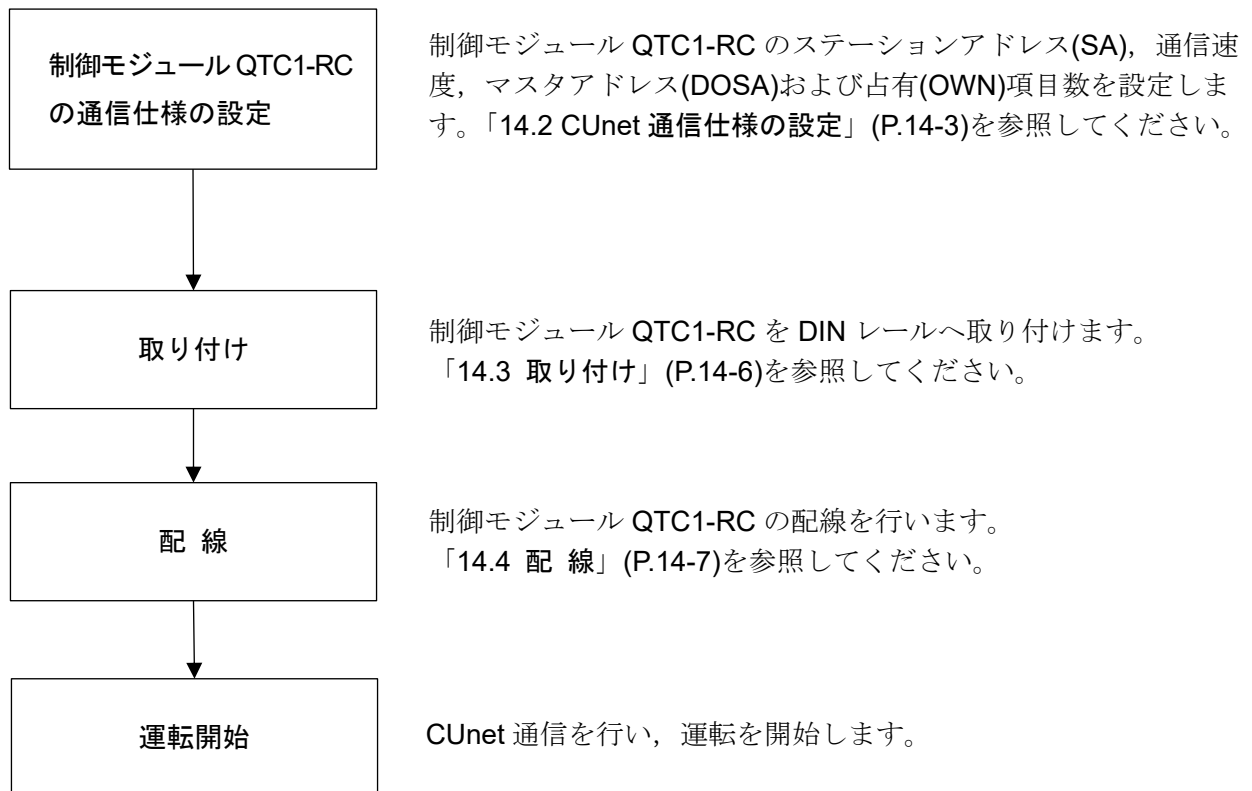 制御モジュール QTC1-RC
の通信仕様の設定
制御モジュール QTC1-RC のステーションアドレス(SA)，通信速
度，マスタアドレス(DOSA)および占有(OWN)項目数を設定しま
す。「14.2 CUnet 通信仕様の設定」(P.14-3)を参照してください。
取り付け
制御モジュール QTC1-RC を DIN レールへ取り付けます。
「14.3 取り付け」(P.14-6)を参照してください。
配 線
制御モジュール QTC1-RC の配線を行います。
「14.4 配 線」(P.14-7)を参照してください。
運転開始
CUnet 通信を行い，運転を開始します。